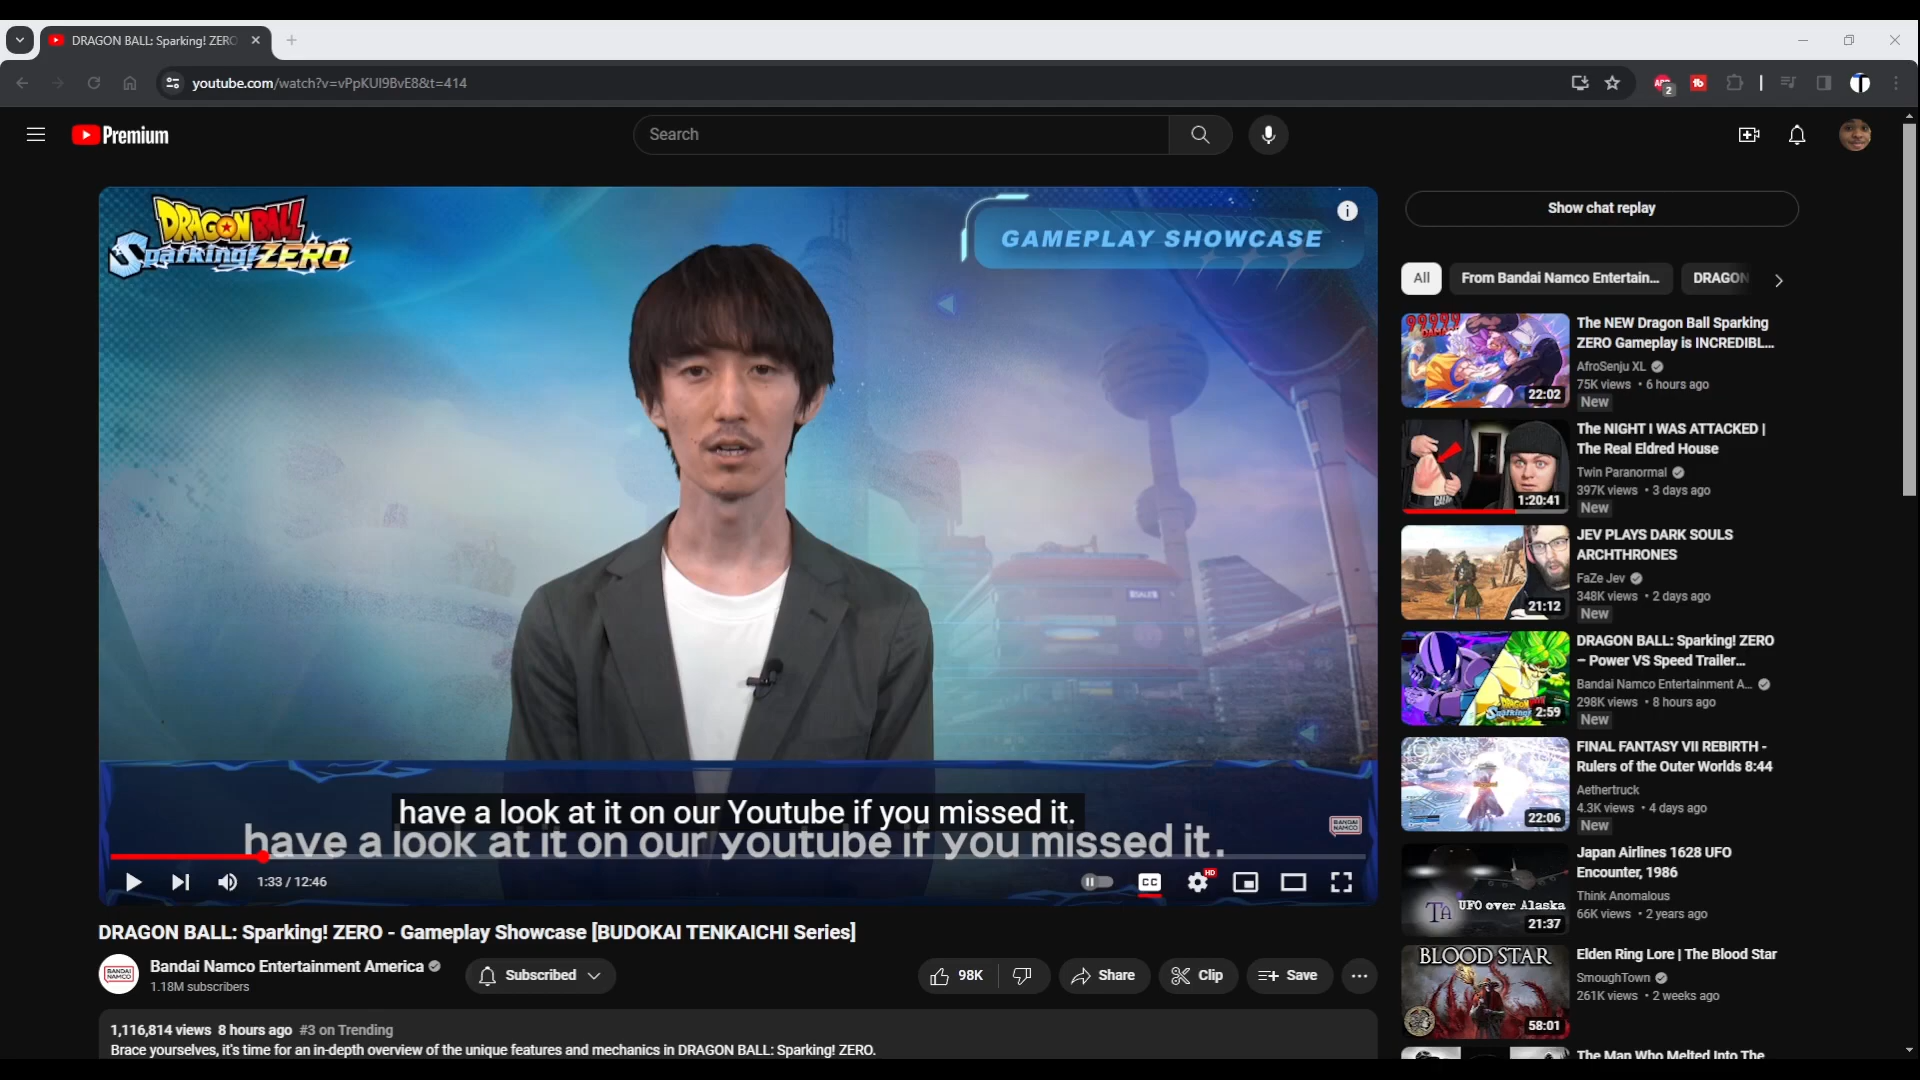 DRAGON BALL: Sparking! ZERO
youtube.com/watch?v=vPpKUI9BvE8&t=414
2
Premium
Search
DRAGON BALL
Sparking! ZERO
GAMEPLAY SHOWCASE
have a look at it on our Youtube if you missed it.
have a look at it on our youtube if you missed it.
BANDAI
NAMCO
1:33 / 12:46
CC
HD
DRAGON BALL: Sparking! ZERO - Gameplay Showcase [BUDOKAI TENKAICHI Series]
BANDAI
NAMCO
Bandai Namco Entertainment America
1.18M subscribers
Subscribed
98K
Share
Clip
Save
1,116,814 views 8 hours ago #3 on Trending
Brace yourselves, it's time for an in-depth overview of the unique features and mechanics in DRAGON BALL: Sparking! ZERO.
Show chat replay
All
From Bandai Namco Entertain...
DRAGON
99999
22:02
The NEW Dragon Ball Sparking
ZERO Gameplay is INCREDIBL...
AfroSenju XL
75K views • 6 hours ago
New
1:20:41
The NIGHT I WAS ATTACKED |
The Real Eldred House
Twin Paranormal
397K views • 3 days ago
New
21:12
JEV PLAYS DARK SOULS
ARCHTHRONES
FaZe Jev
348K views • 2 days ago
New
DRAGON BALL
Sparking!
2:59
DRAGON BALL: Sparking! ZERO
– Power VS Speed Trailer...
Bandai Namco Entertainment A...
298K views • 8 hours ago
New
22:06
FINAL FANTASY VII REBIRTH -
Rulers of the Outer Worlds 8:44
Aethertruck
4.3K views • 4 days ago
New
TA UFO over Alaska
21:37
Japan Airlines 1628 UFO
Encounter, 1986
Think Anomalous
66K views • 2 years ago
BLOOD STAR
58:01
Elden Ring Lore | The Blood Star
SmoughTown
261K views • 2 weeks ago
The Man Who Melted Into The